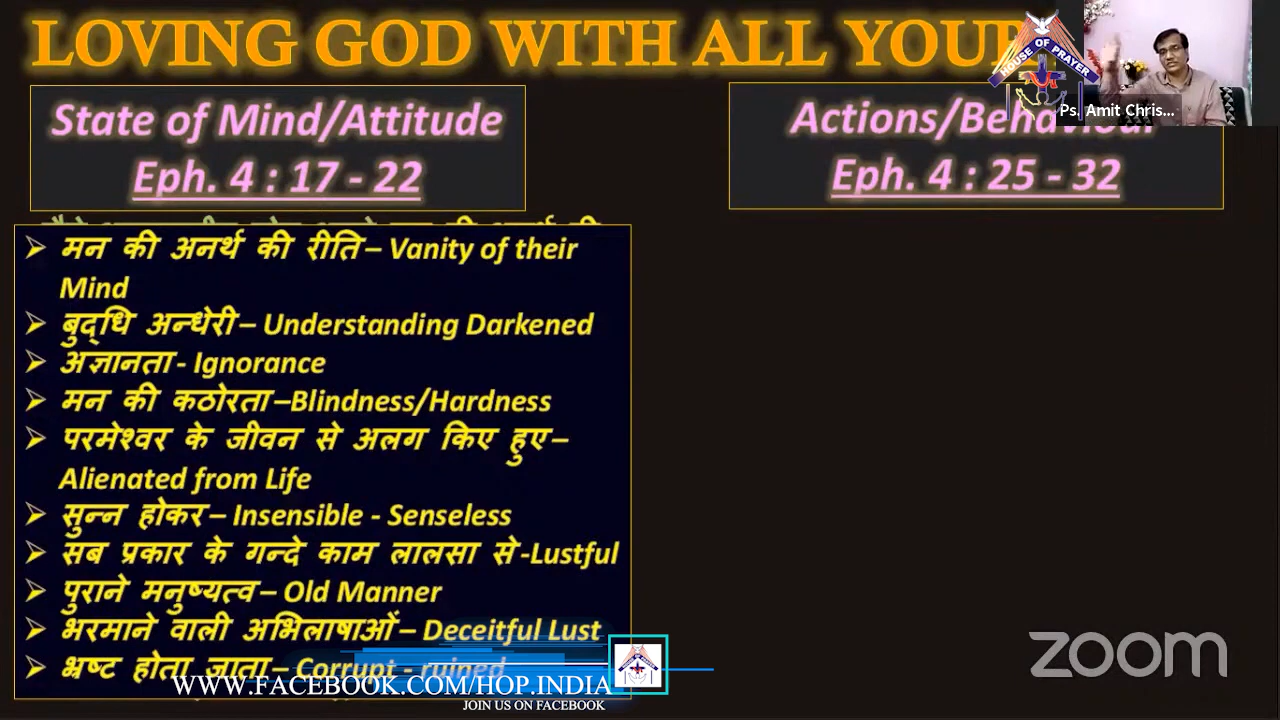 LOVING GOD WITH ALL YOUR
HOUSE OF PRAYER
Ps. Amit Chris...
State of Mind/Attitude
Eph. 4 : 17 - 22
Actions/Behaviour
Eph. 4 : 25 - 32
➢ मन की अनर्थ की रीति – Vanity of their
Mind
➢ बुद्धि अन्धेरी – Understanding Darkened
➢ अज्ञानता - Ignorance
➢ मन की कठोरता –Blindness/Hardness
➢ परमेश्वर के जीवन से अलग किए हुए –
Alienated from Life
➢ सुन्न होकर – Insensible - Senseless
➢ सब प्रकार के गन्दे काम लालसा से -Lustful
➢ पुराने मनुष्यत्व – Old Manner
➢ भरमाने वाली अभिलाषाओं – Deceitful Lust
➢ भ्रष्ट होता जाता – Corrupt - ruined
WWW.FACEBOOK.COM/HOP.INDIA
JOIN US ON FACEBOOK
zoom